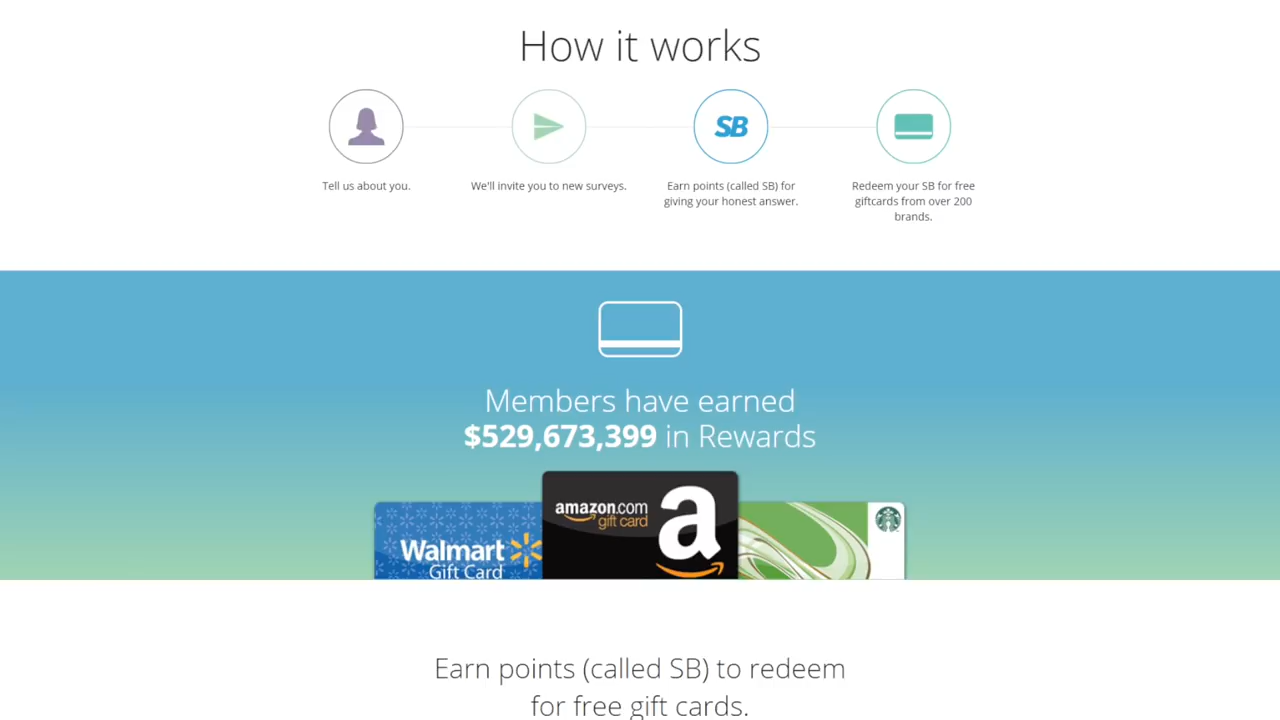 How it works
SB
Tell us about you.
We'll invite you to new surveys.
Earn points (called SB) for
giving your honest answer.
Redeem your SB for free
giftcards from over 200
brands.
Members have earned
$529,673,399 in Rewards
Walmart
Gift Card
amazon.com
gift card
a
Earn points (called SB) to redeem
for free gift cards.